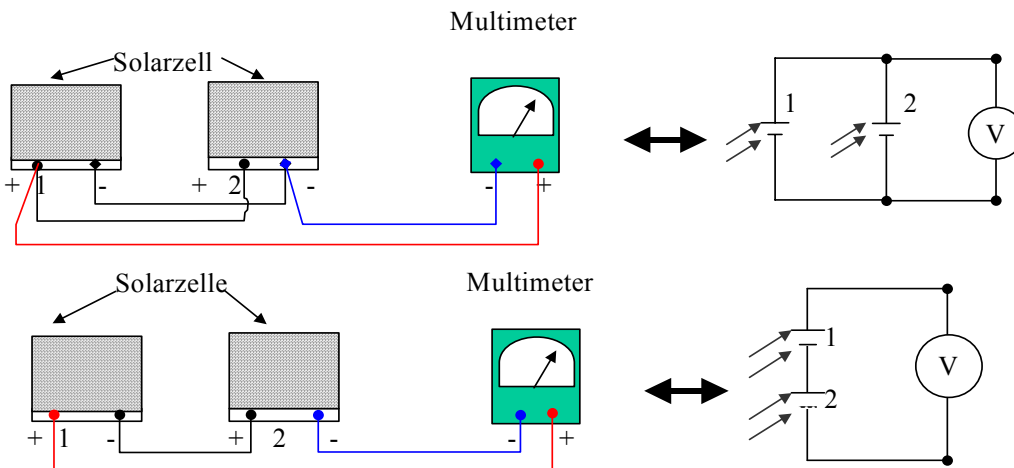 Multimeter
Solarzell
1
2
V
+ 1 - + 2 - - +
Solarzelle
Multimeter
1
2
V
+ 1 - + 2 - - +